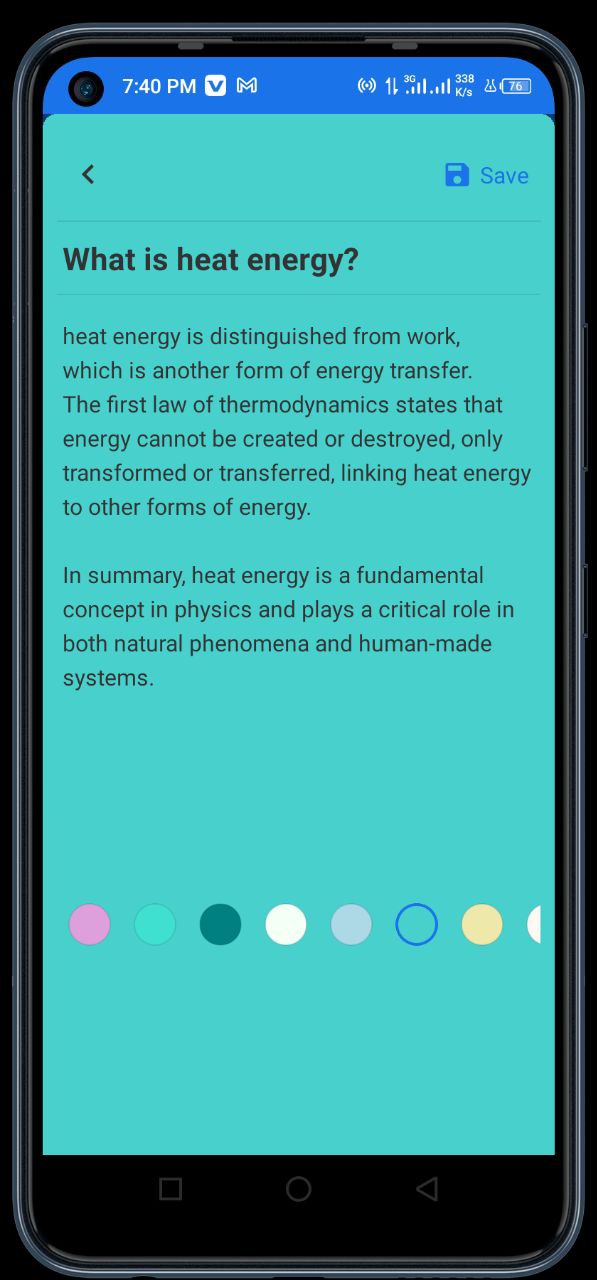 7:40 PM
3G
338
K/s
76
Save
What is heat energy?
heat energy is distinguished from work,
which is another form of energy transfer.
The first law of thermodynamics states that
energy cannot be created or destroyed, only
transformed or transferred, linking heat energy
to other forms of energy.
In summary, heat energy is a fundamental
concept in physics and plays a critical role in
both natural phenomena and human-made
systems.